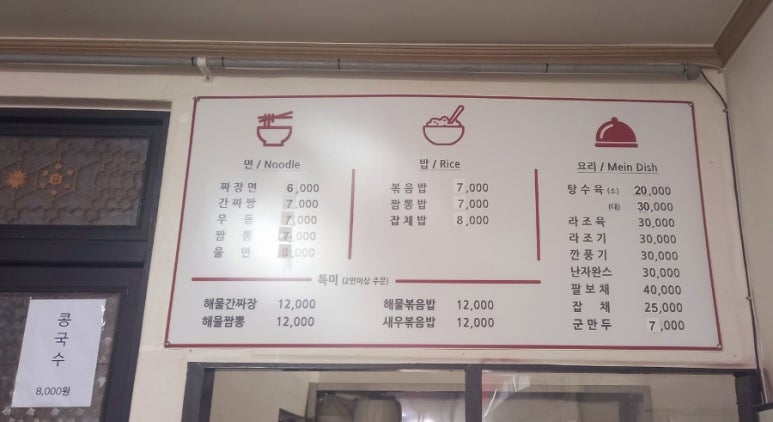 면 / Noodle
짜장면 6,000
간짜짱 7,000
우동 7,000
짬뽕 7,000
울면 8,000
밥 / Rice
볶음밥 7,000
짬뽕밥 7,000
잡채밥 8,000
요리 / Mein Dish
탕수육 (소) 20,000
(대) 30,000
라조육 30,000
라조기 30,000
깐풍기 30,000
난자완스 30,000
팔보채 40,000
잡채 25,000
군만두 7,000
특미 (2인이상 주문)
해물간짜장 12,000
해물짬뽕 12,000
해물볶음밥 12,000
새우볶음밥 12,000
콩
국
수
8,000원